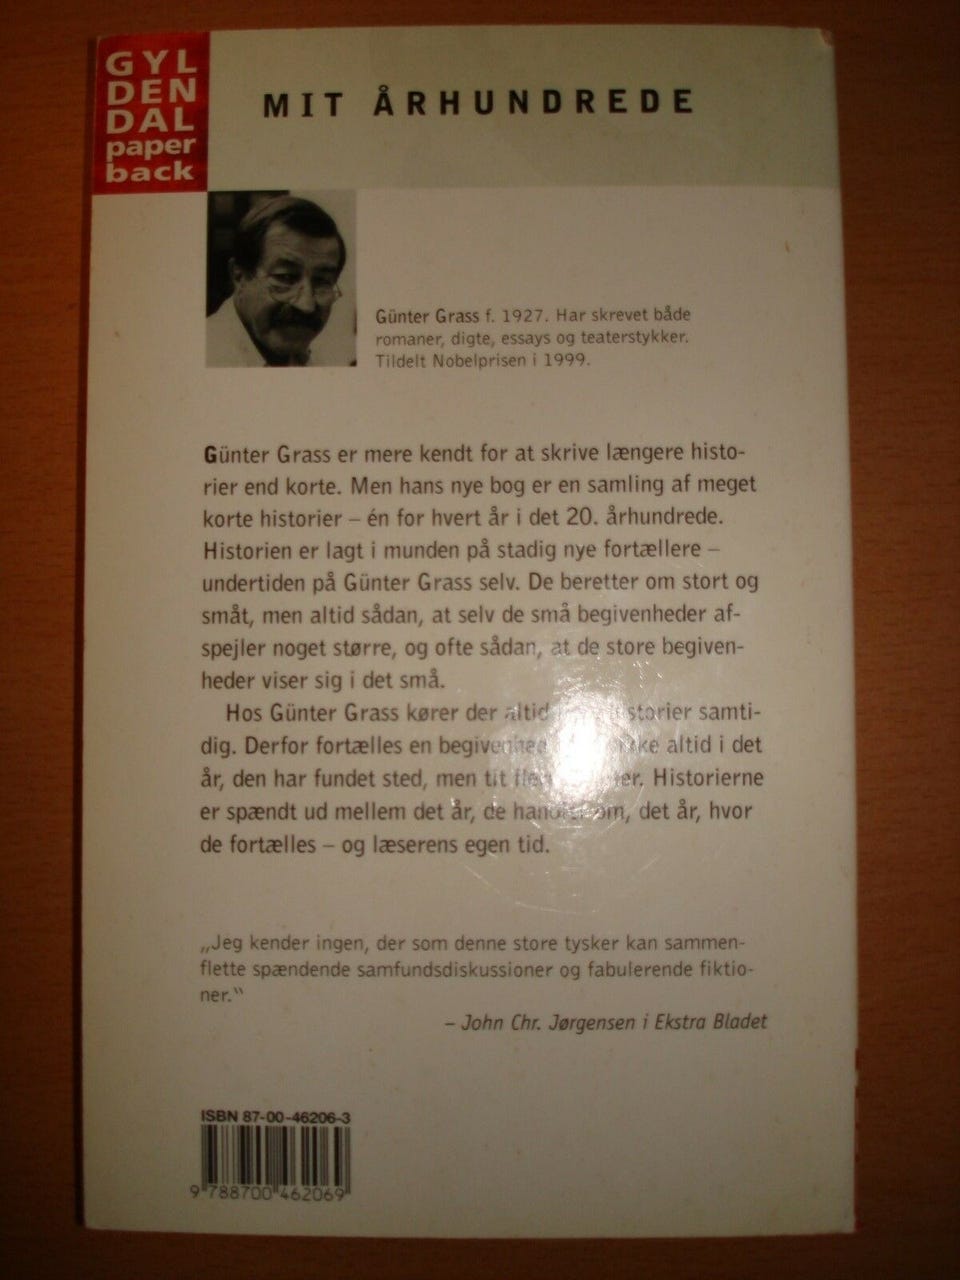 GYL
DEN
DAL
paper
back
MIT ÅRHUNDREDE
Günter Grass f. 1927. Har skrevet både
romaner, digte, essays og teaterstykker.
Tildelt Nobelprisen i 1999.
Günter Grass er mere kendt for at skrive længere histo-
rier end korte. Men hans nye bog er en samling af meget
korte historier – én for hvert år i det 20. århundrede.
Historien er lagt i munden på stadig nye fortællere –
undertiden på Günter Grass selv. De beretter om stort og
småt, men altid sådan, at selv de små begivenheder af-
spejler noget større, og ofte sådan, at de store begiven-
heder viser sig i det små.
Hos Günter Grass kører der altid historier samti-
dig. Derfor fortælles en begivenhed ikke altid i det
år, den har fundet sted, men tit Historierne
er spændt ud mellem det år, de handler om, det år, hvor
de fortælles – og læserens egen tid.
„Jeg kender ingen, der som denne store tysker kan sammen-
flette spændende samfundsdiskussioner og fabulerende fiktio-
ner.“
– John Chr. Jørgensen i Ekstra Bladet
ISBN 87-00-46206-3
9 788700 462069